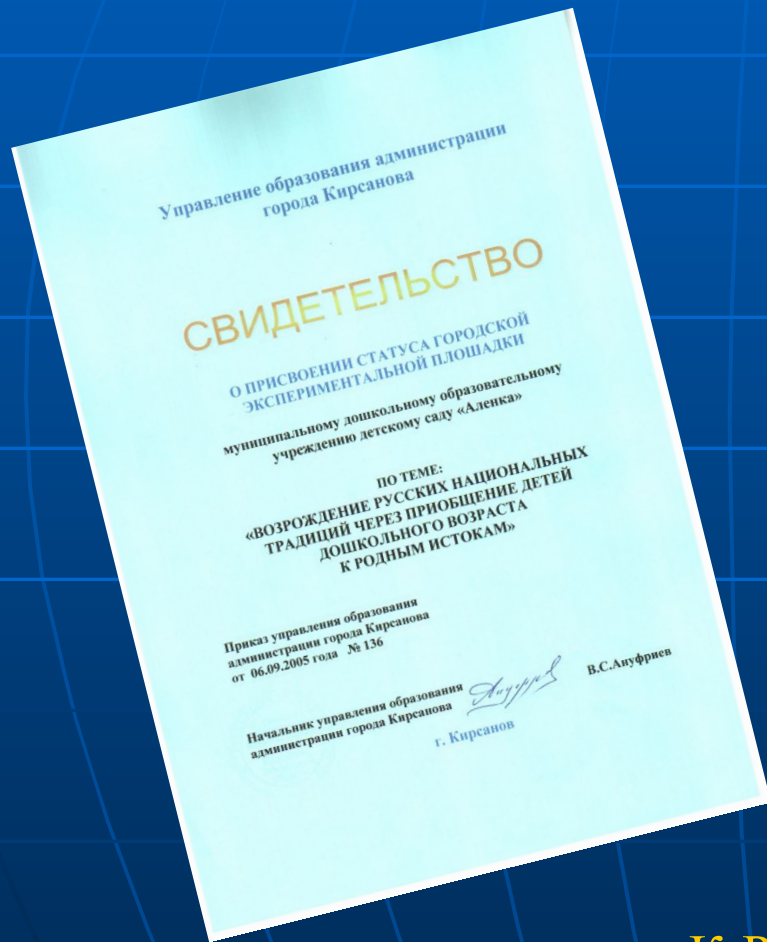 Управление образования администрации
города Кирсанова
СВИДЕТЕЛЬСТВО
О ПРИСВОЕНИИ СТАТУСА ГОРОДСКОЙ
ЭКСПЕРИМЕНТАЛЬНОЙ ПЛОШАДКИ
муниципальному дошкольному образовательному
учреждению детскому саду «Аленка»
ПО ТЕМЕ:
«ВОЗРОЖДЕНИЕ РУССКИХ НАЦИОНАЛЬНЫХ
ТРАДИЦИЙ ЧЕРЕЗ ПРИОБЩЕНИЕ ДЕТЕЙ
ДОШКОЛЬНОГО ВОЗРАСТА
К РОДНЫМ ИСТОКАМ»
Приказ управления образования
администрации города Кирсанова
от 06.09.2005 года № 136
Начальник управления образования
администрации города Кирсанова
В.С.Ануфриев
г. Кирсанов